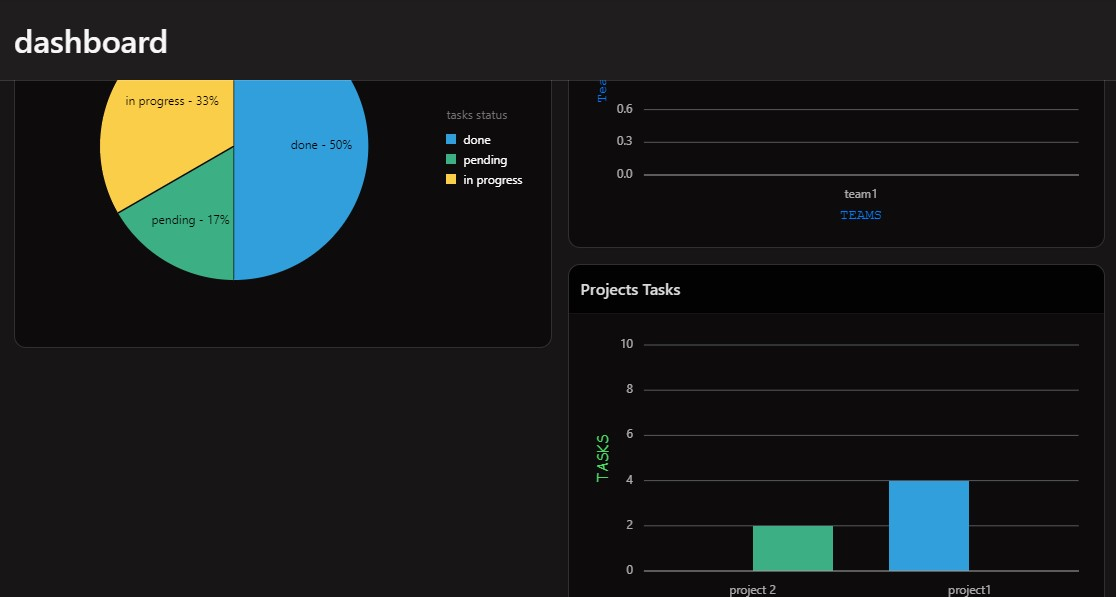 dashboard
in progress - 33%
done - 50%
pending - 17%
tasks status
done
pending
in progress
0.6
0.3
0.0
team1
TEAMS
Projects Tasks
10
8
6
4
2
0
TASKS
project 2
project1